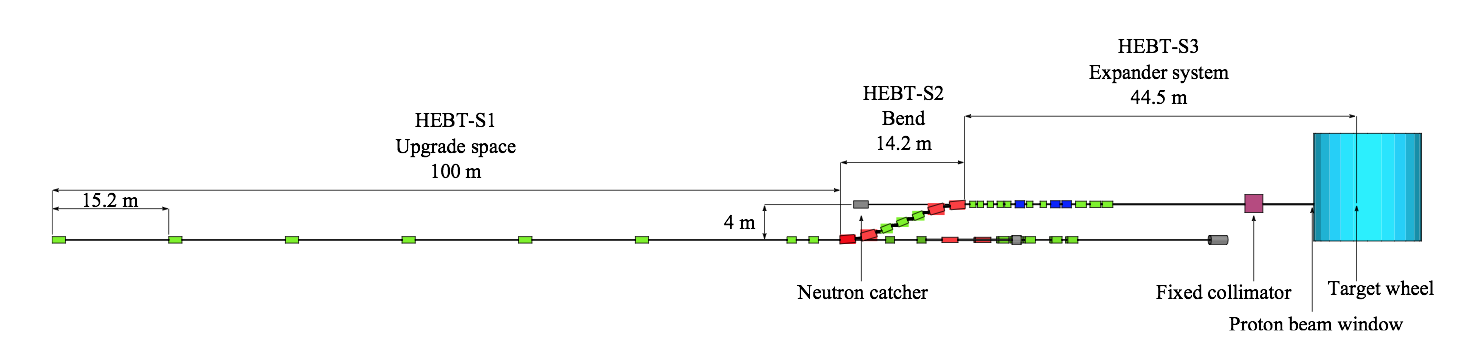 HEBT-S3
Expander system
44.5 m
HEBT-S2
Bend
14.2 m
HEBT-S1
Upgrade space
100 m
15.2 m
4 m
Neutron catcher
Fixed collimator
Target wheel
Proton beam window